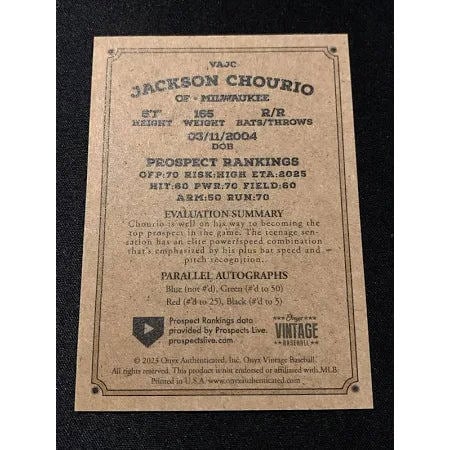 VAJC
JACKSON CHOURIO
OF - MILWAUKEE
165 R/R
HEIGHT WEIGHT BATS/THROWS
03/11/2004
DOB
PROSPECT RANKINGS
OFP:70 RISK:HIGH ETA:2025
HIT:60 PWR:70 FIELD:60
ARM:50 RUN:70
EVALUATION SUMMARY
Chourio is well on his way to becoming the
top prospect in the game. The teenage sen-
sation has an elite power/speed combination
that's emphasized by his plus bat speed and
pitch recognition.
PARALLEL AUTOGRAPHS
Blue (not #'d), Green (#'d to 50)
Red (#'d to 25), Black (#'d to 5)
Prospect Rankings data
provided by Prospects Live.
prospectslive.com
Onyx
VINTAGE
BASEBALL
© 2023 Onyx Authenticated, Inc. Onyx Vintage Baseball.
All rights reserved. This product is not endorsed or affiliated with MLB.
Printed in U.S.A. www.onyxauthenticated.com